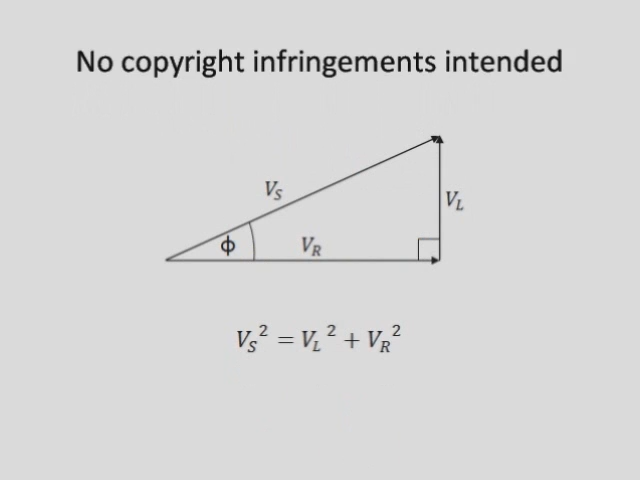 No copyright infringements intended
V_S
V_L
ϕ V_R
V_S² = V_L² + V_R²